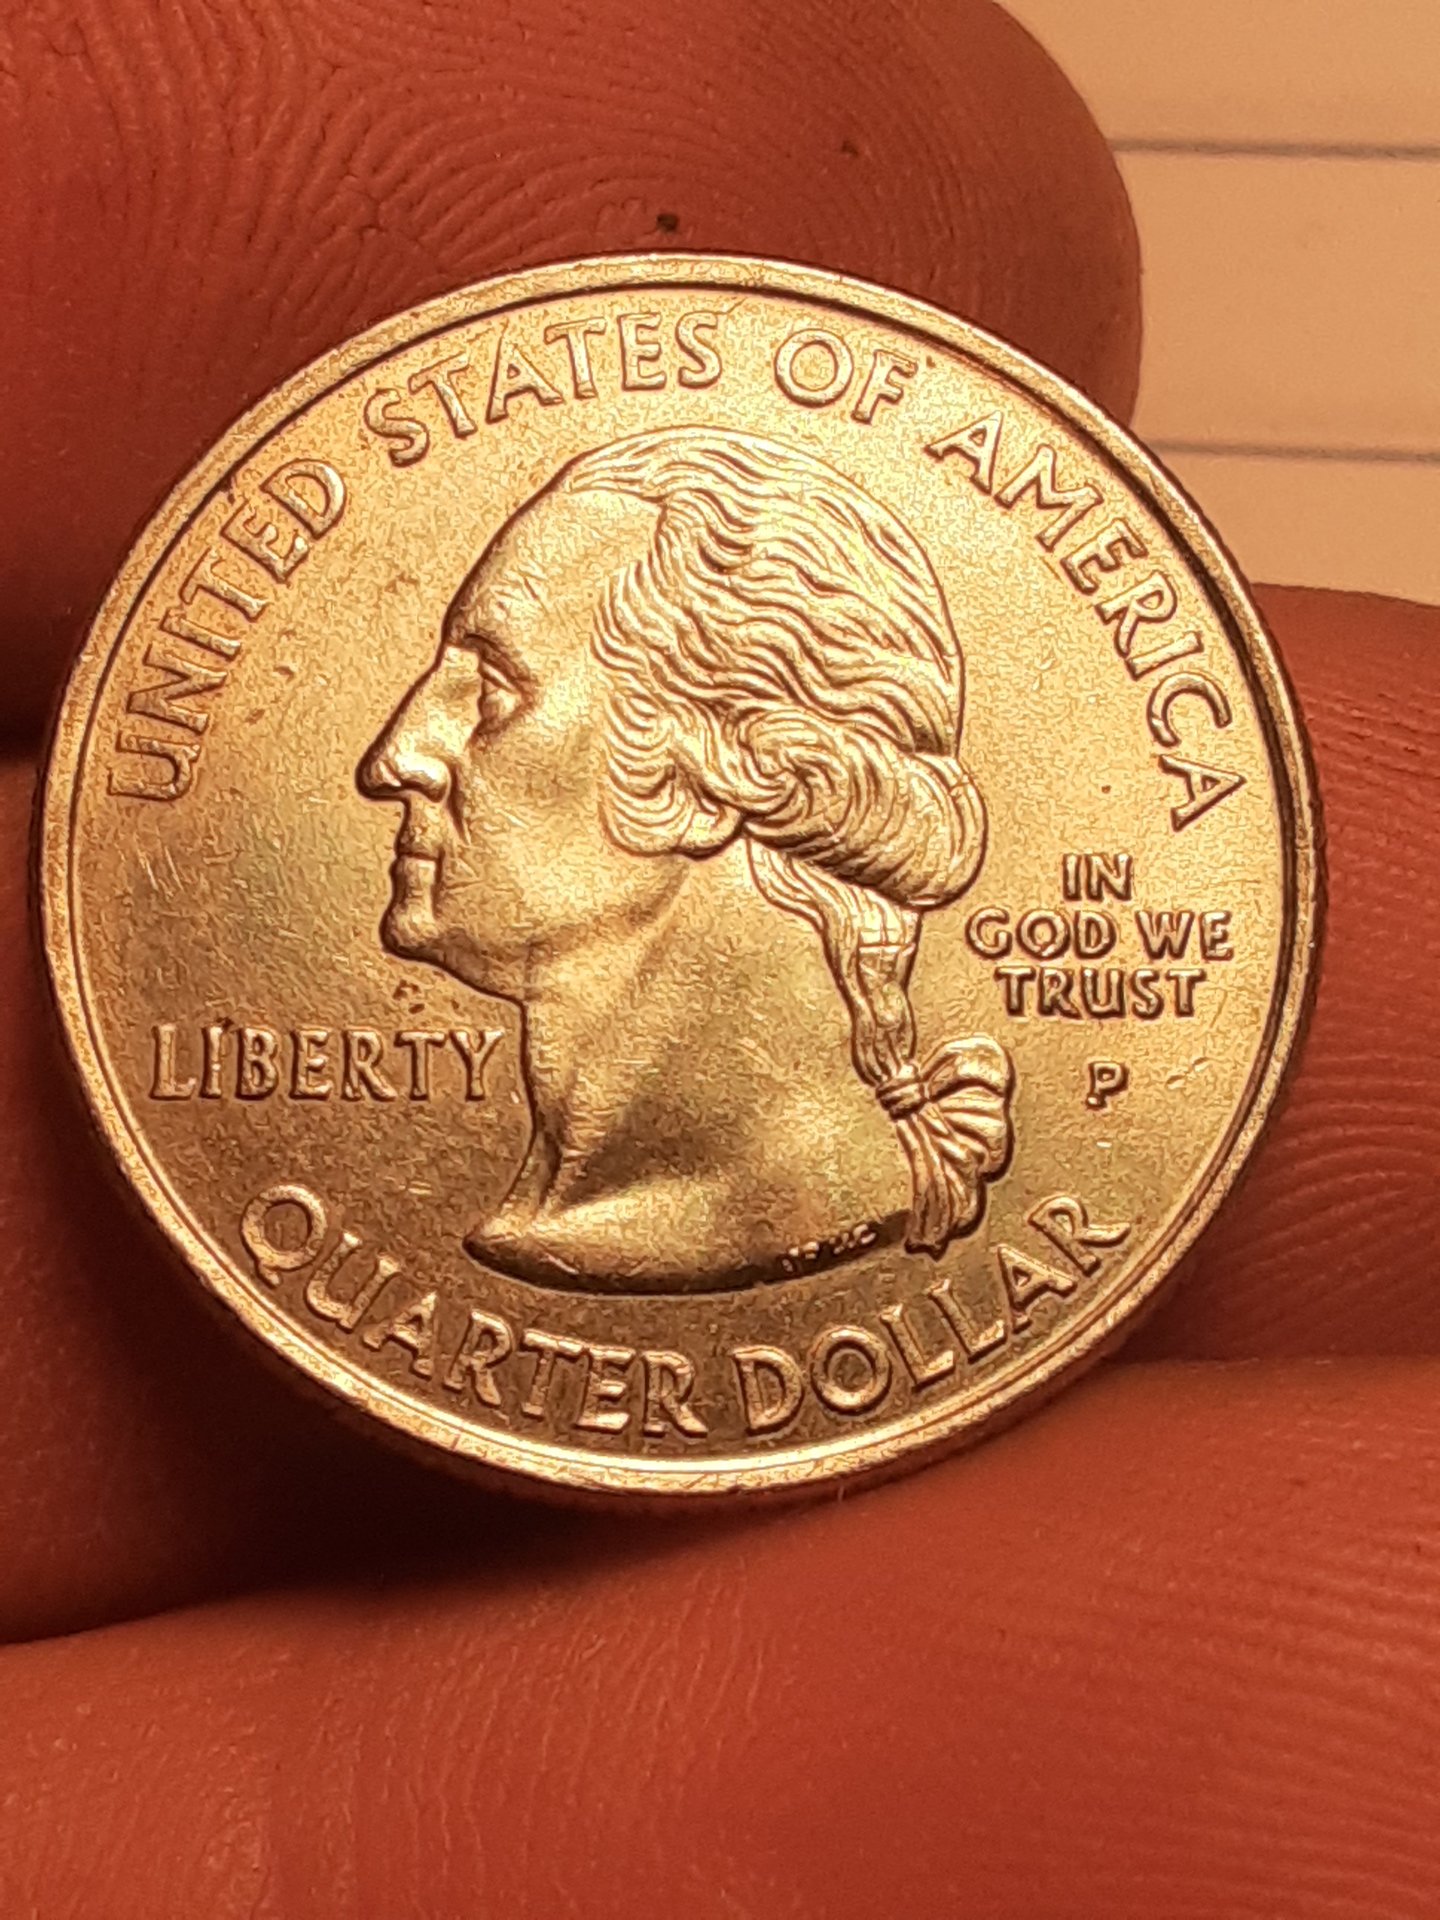 UNITED STATES OF AMERICA
IN
GOD WE
TRUST
LIBERTY
P
QUARTER DOLLAR